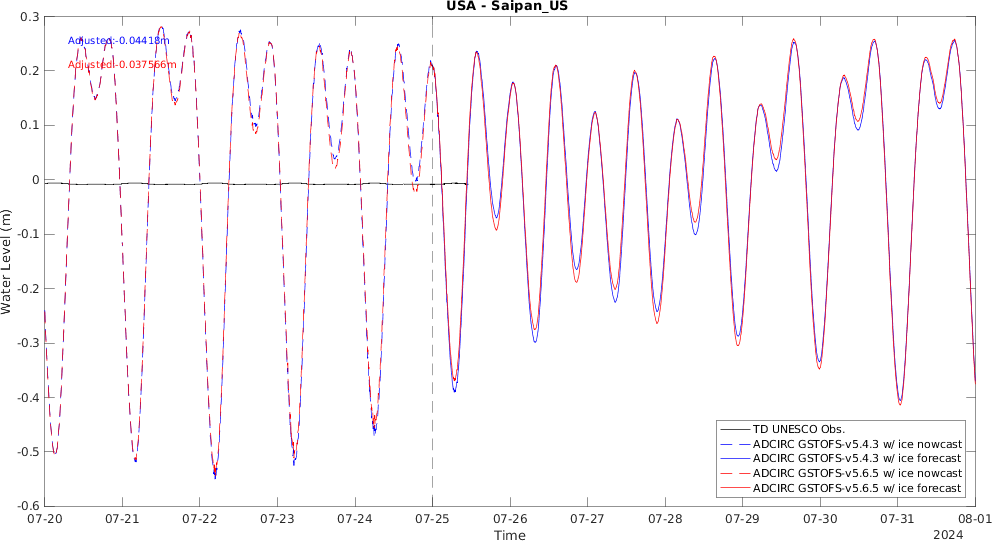 USA - Saipan_US
Adjusted:-0.04418m
Adjusted:-0.037566m
Water Level (m)
0.3
0.2
0.1
0
-0.1
-0.2
-0.3
-0.4
-0.5
-0.6
TD UNESCO Obs.
ADCIRC GSTOFS-v5.4.3 w/ ice nowcast
ADCIRC GSTOFS-v5.4.3 w/ ice forecast
ADCIRC GSTOFS-v5.6.5 w/ ice nowcast
ADCIRC GSTOFS-v5.6.5 w/ ice forecast
07-20 07-21 07-22 07-23 07-24 07-25 07-26 07-27 07-28 07-29 07-30 07-31 08-01
Time
2024